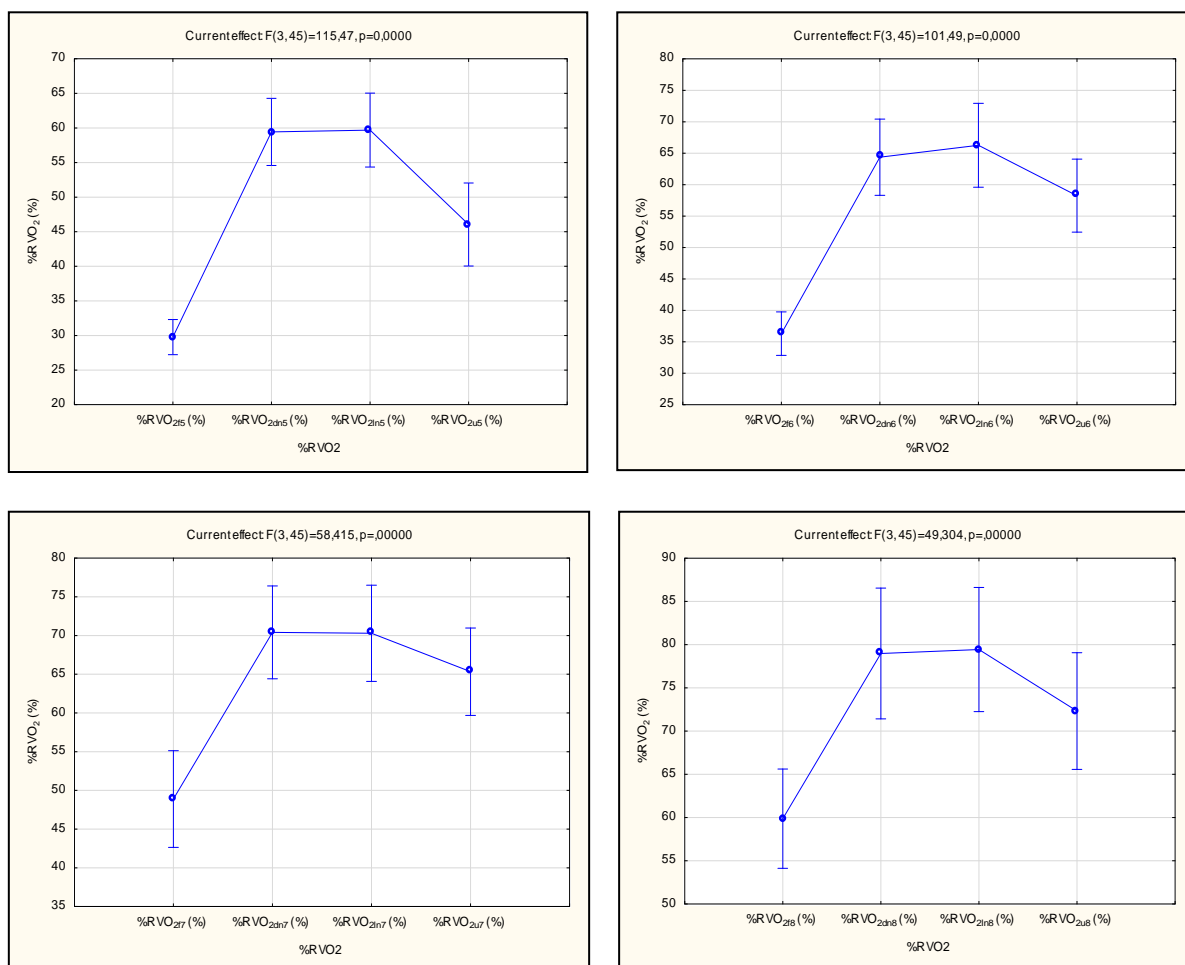 Current effect: F(3, 45)=115,47, p=0,0000
70
65
60
55
50
45
40
35
30
25
20
%RVO2 (%)
%RVO2f5 (%) %RVO2dn5 (%) %RVO2ln5 (%) %RVO2u5 (%)
%RVO2
Current effect: F(3, 45)=101,49, p=0,0000
80
75
70
65
60
55
50
45
40
35
30
25
%RVO2 (%)
%RVO2f6 (%) %RVO2dn6 (%) %RVO2ln6 (%) %RVO2u6 (%)
%RVO2
Current effect: F(3, 45)=58,415, p=,00000
80
75
70
65
60
55
50
45
40
35
%RVO2 (%)
%RVO2f7 (%) %RVO2dn7 (%) %RVO2ln7 (%) %RVO2u7 (%)
%RVO2
Current effect: F(3, 45)=49,304, p=,00000
90
85
80
75
70
65
60
55
50
%RVO2 (%)
%RVO2f8 (%) %RVO2dn8 (%) %RVO2ln8 (%) %RVO2u8 (%)
%RVO2